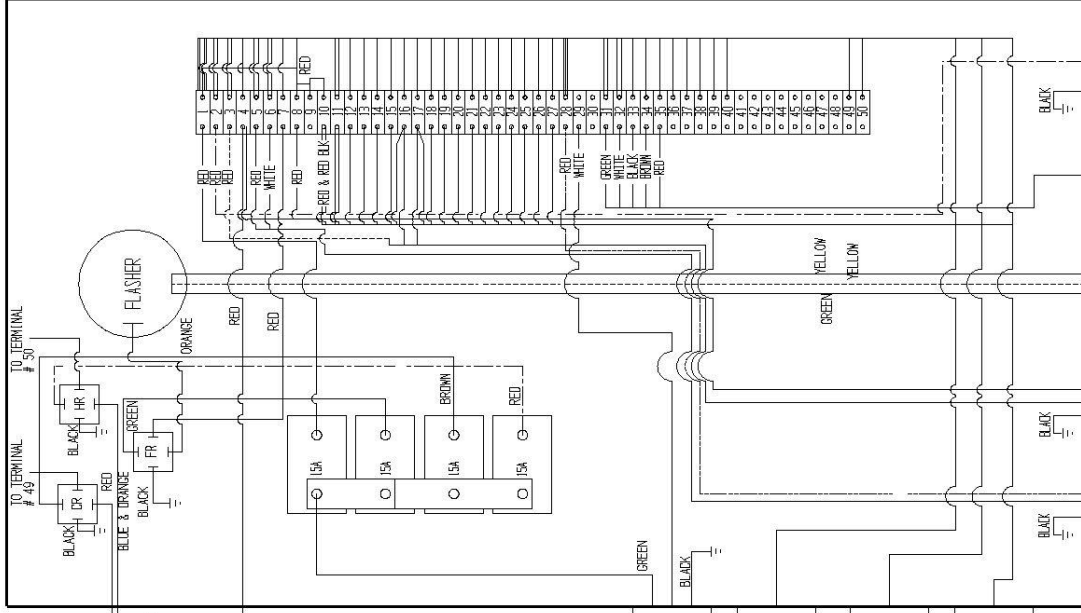 RED
1 2 3 4 5 6 7 8 9 10 11 12 13 14 15 16 17 18 19 20 21 22 23 24 25 26 27 28 29 30 31 32 33 34 35 36 37 38 39 40 41 42 43 44 45 46 47 48 49 50
BLACK
RED
RED
RED
RED
WHITE
RED
RED & RED BLK
RED
WHITE
GREEN
WHITE
BLACK
BROWN
RED
FLASHER
YELLOW
YELLOW
GREEN
RED
RED
ORANGE
TO TERMINAL
# 50
HR
BLACK
GREEN
FR
BLACK
BROWN
RED
15A
15A
15A
15A
TO TERMINAL
# 49
CR
RED
BLACK
BLUE & ORANGE
GREEN
BLACK
BLACK
BLACK